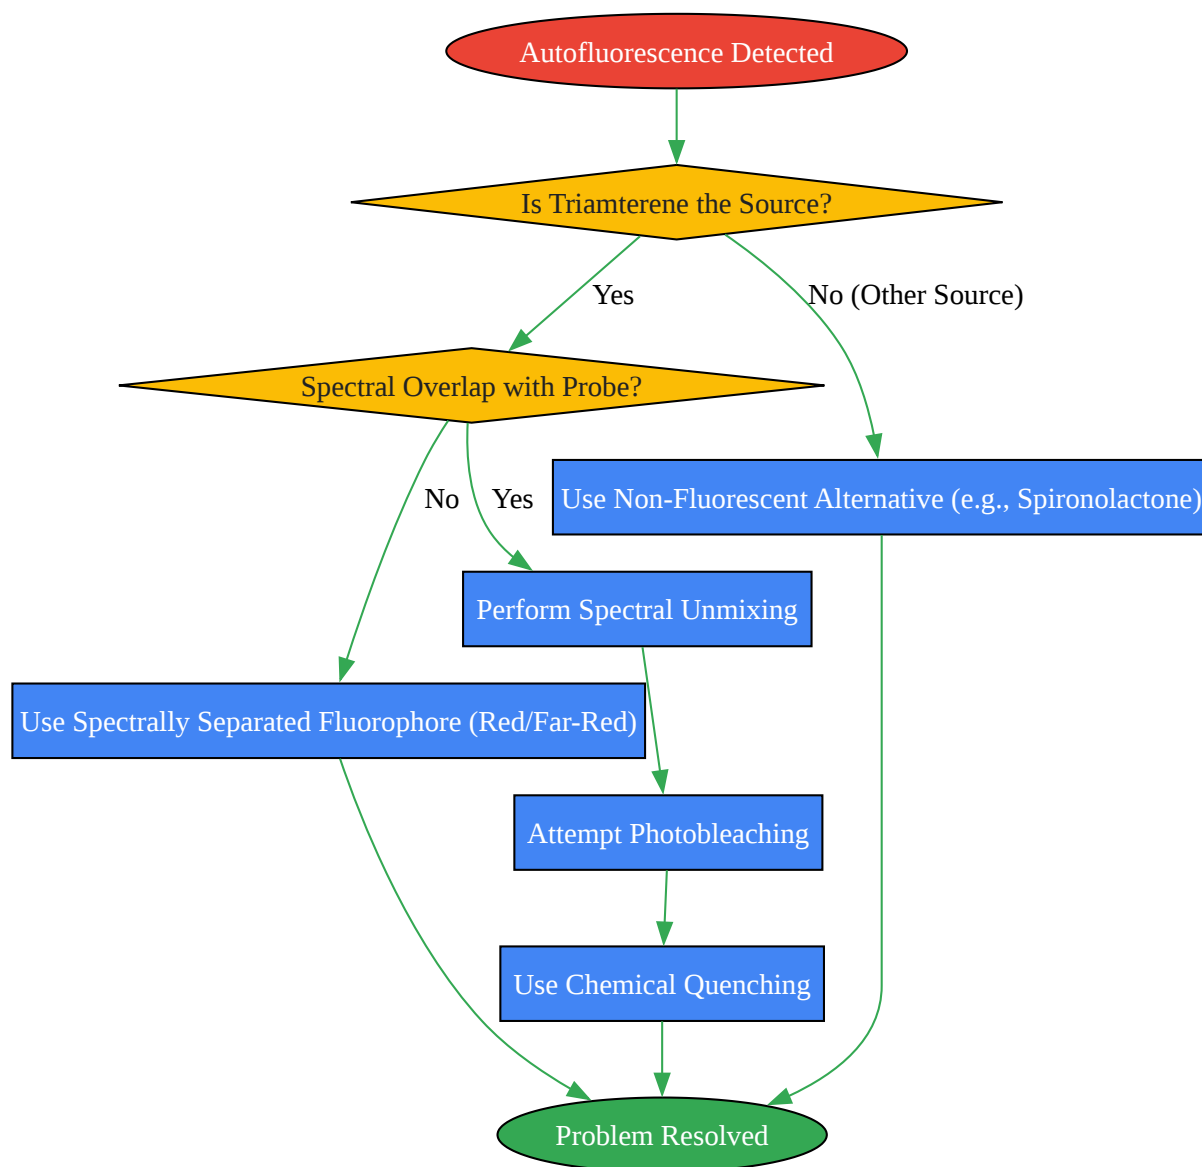 Autofluorescence Detected
Is Triamterene the Source?
Yes
No (Other Source)
Spectral Overlap with Probe?
No
Yes
Use Non-Fluorescent Alternative (e.g., Spironolactone)
Perform Spectral Unmixing
Use Spectrally Separated Fluorophore (Red/Far-Red)
Attempt Photobleaching
Use Chemical Quenching
Problem Resolved